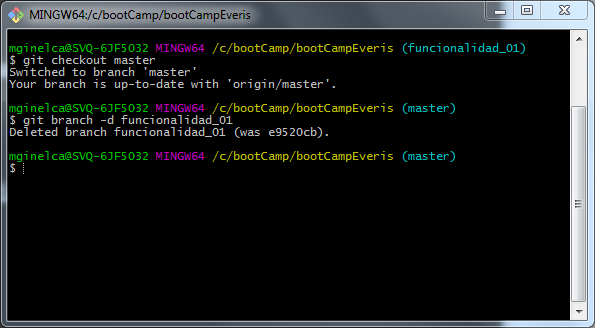 MINGW64:/c/bootCamp/bootCampEveris
mginelca@SVQ-6JF5032 MINGW64 /c/bootCamp/bootCampEveris (funcionalidad_01)
$ git checkout master
Switched to branch 'master'
Your branch is up-to-date with 'origin/master'.
mginelca@SVQ-6JF5032 MINGW64 /c/bootCamp/bootCampEveris (master)
$ git branch -d funcionalidad_01
Deleted branch funcionalidad_01 (was e9520cb).
mginelca@SVQ-6JF5032 MINGW64 /c/bootCamp/bootCampEveris (master)
$